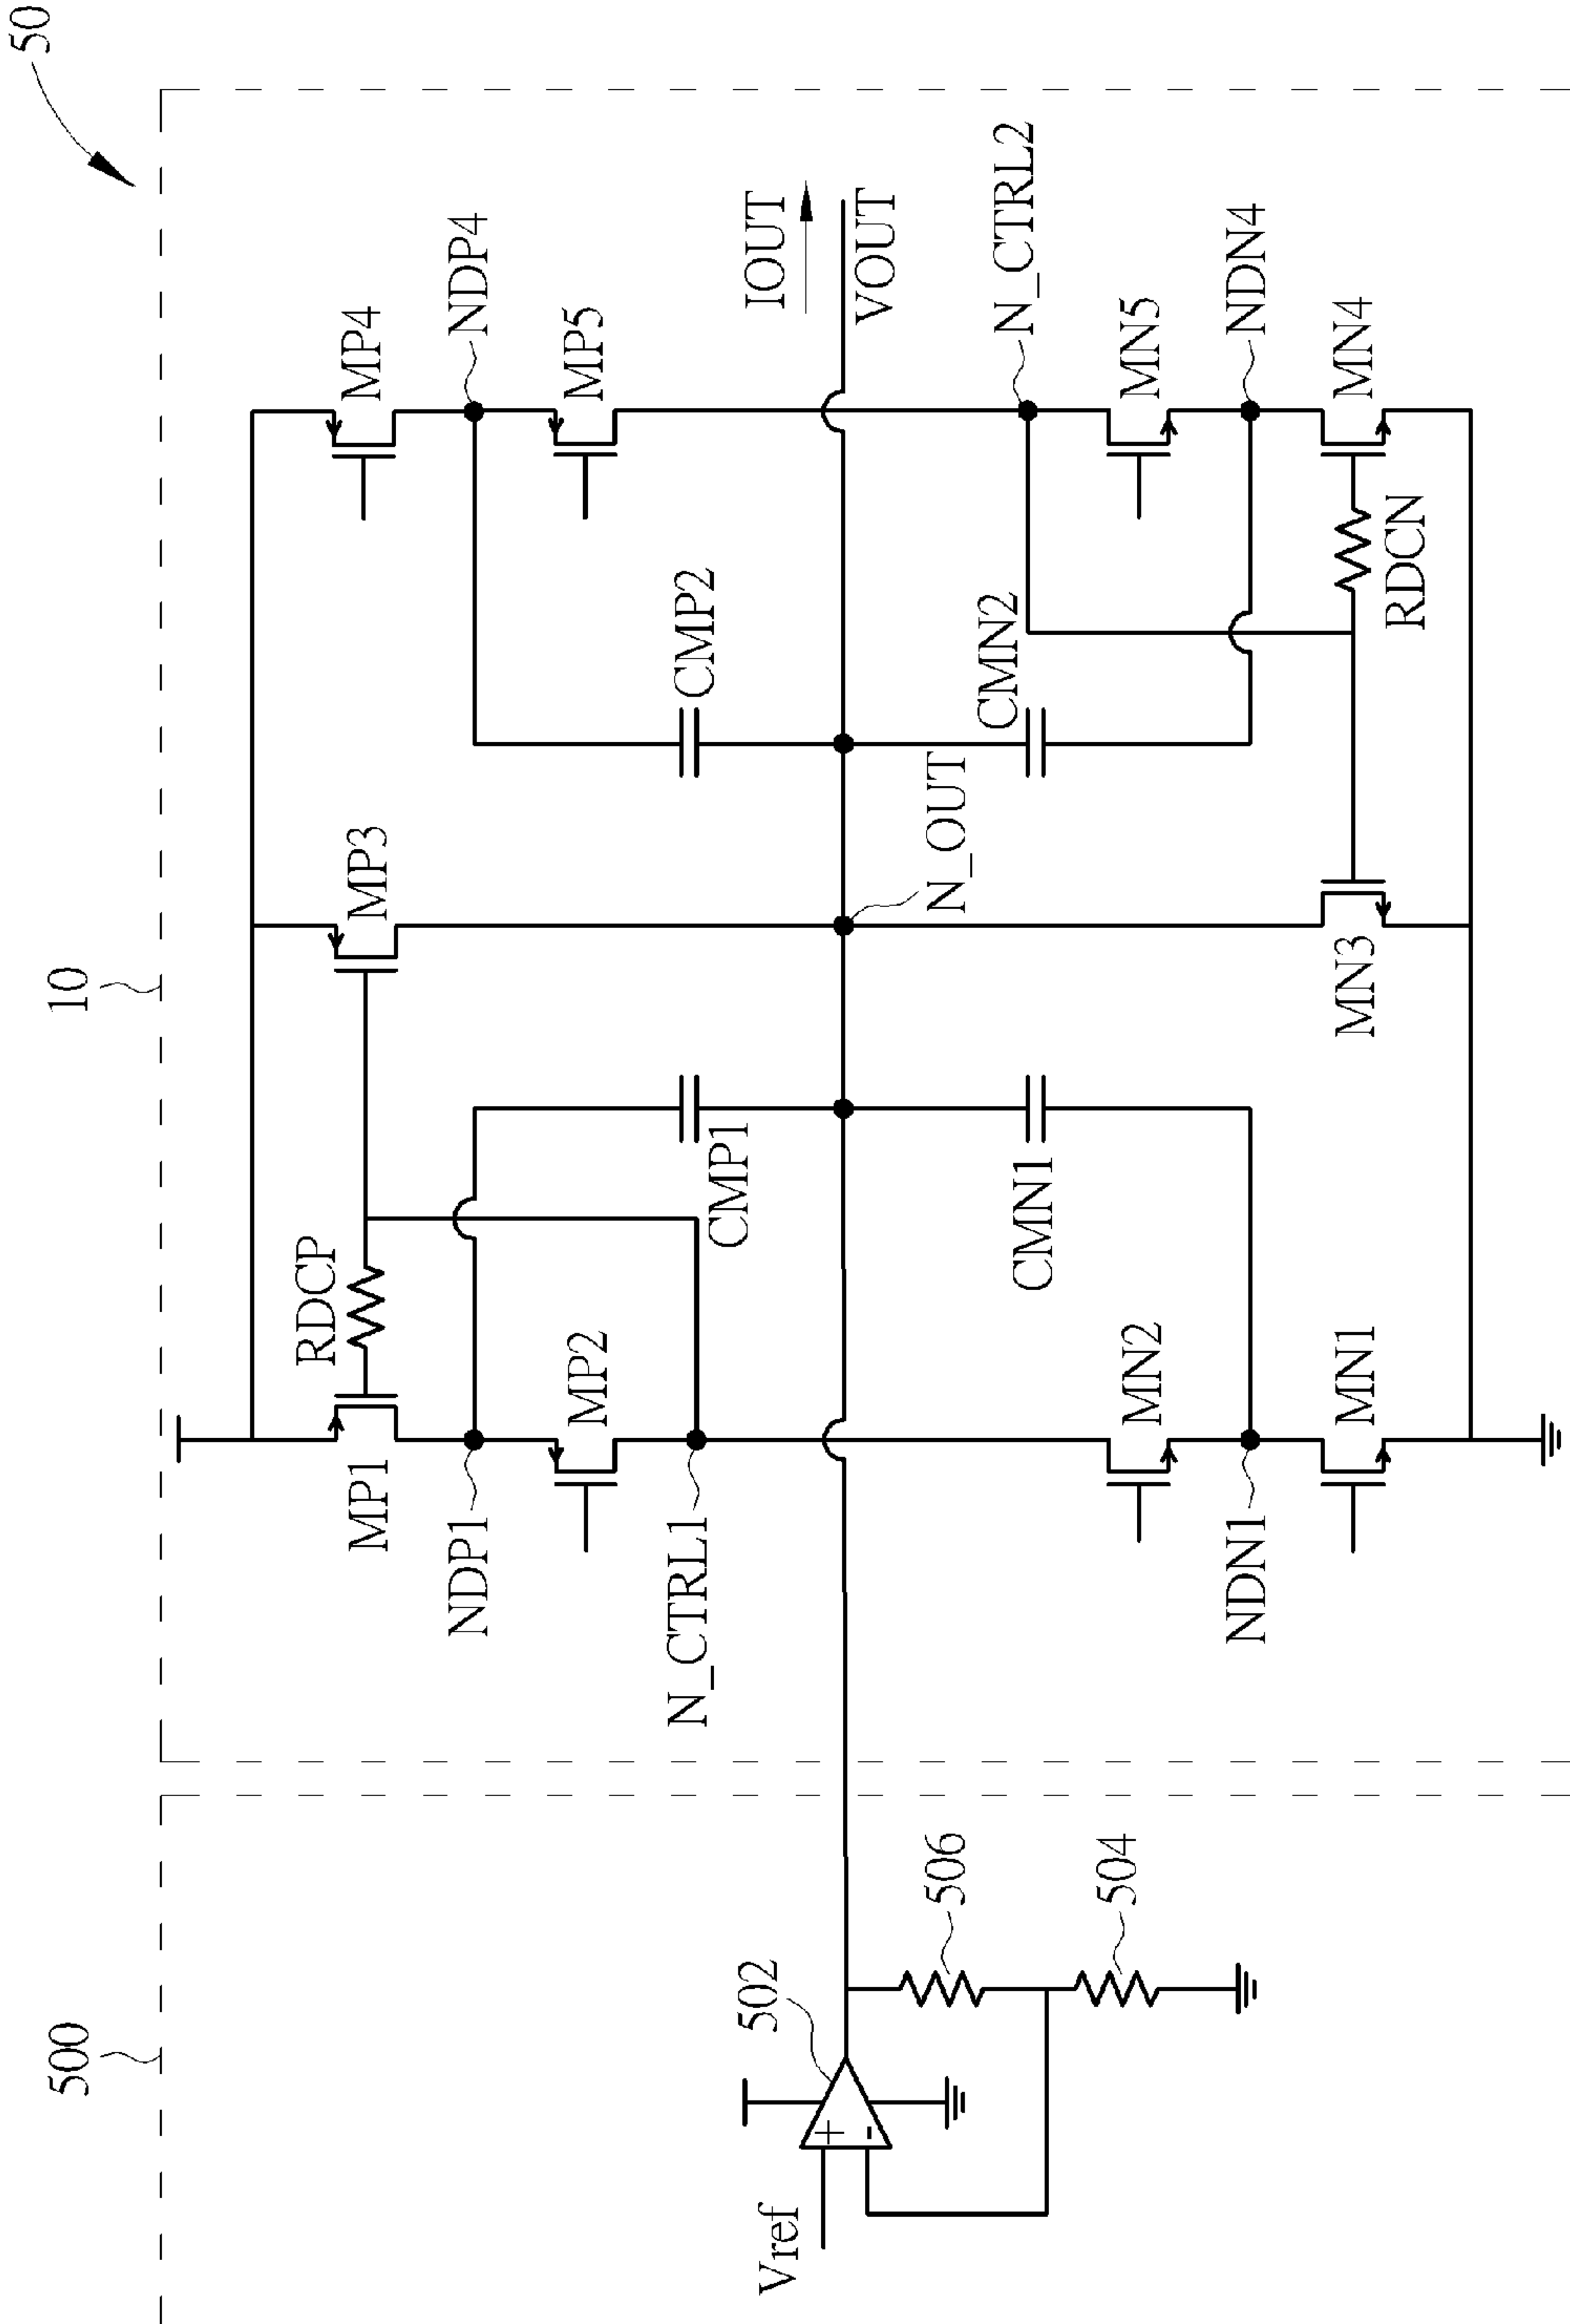 50
10
500
MP4
NDP4
MP5
IOUT
VOUT
N_CTRL2
MN5
NDN4
MN4
RDCN
CMP2
CMN2
MP3
N_OUT
MN3
RDCP
CMP1
CMN1
MP1
NDP1
MP2
N_CTRL1
MN2
NDN1
MN1
502
506
504
Vref
+
-